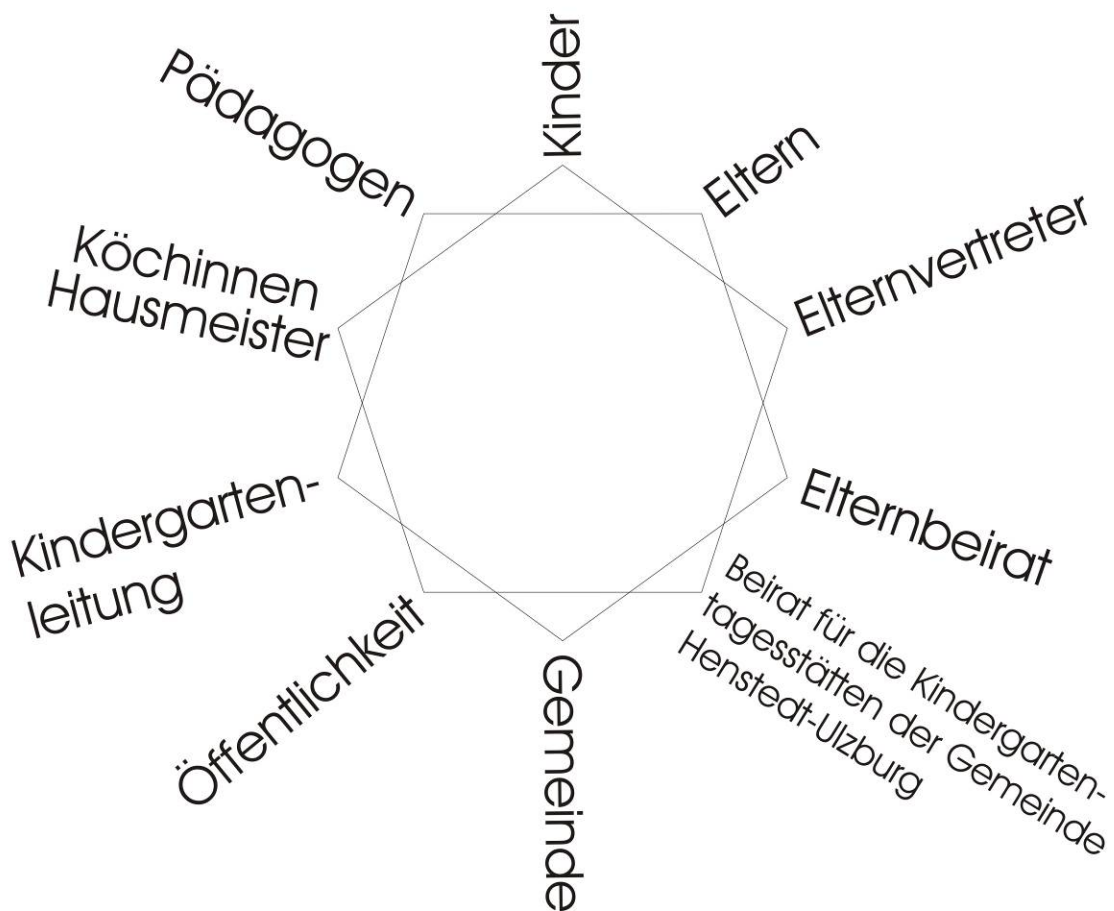 Kinder
Eltern
Elternvertreter
Elternbeirat
Beirat für die Kindergarten-
tagesstätten der Gemeinde
Henstedt-Ulzburg
Gemeinde
Öffentlichkeit
Kindergarten-
leitung
Köchinnen
Hausmeister
Pädagogen